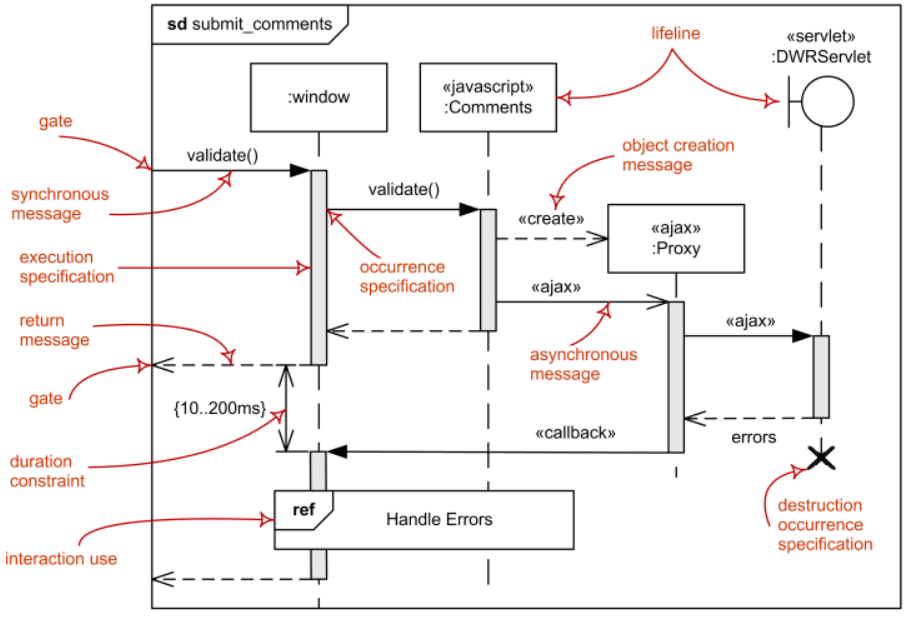 sd submit_comments
lifeline
«servlet»
:DWRServlet
:window
«javascript»
:Comments
gate
validate()
object creation
message
synchronous
message
validate()
«create»
«ajax»
:Proxy
execution
specification
occurrence
specification
«ajax»
return
message
«ajax»
asynchronous
message
gate
{10..200ms}
«callback»
errors
duration
constraint
ref
Handle Errors
destruction
occurrence
specification
interaction use